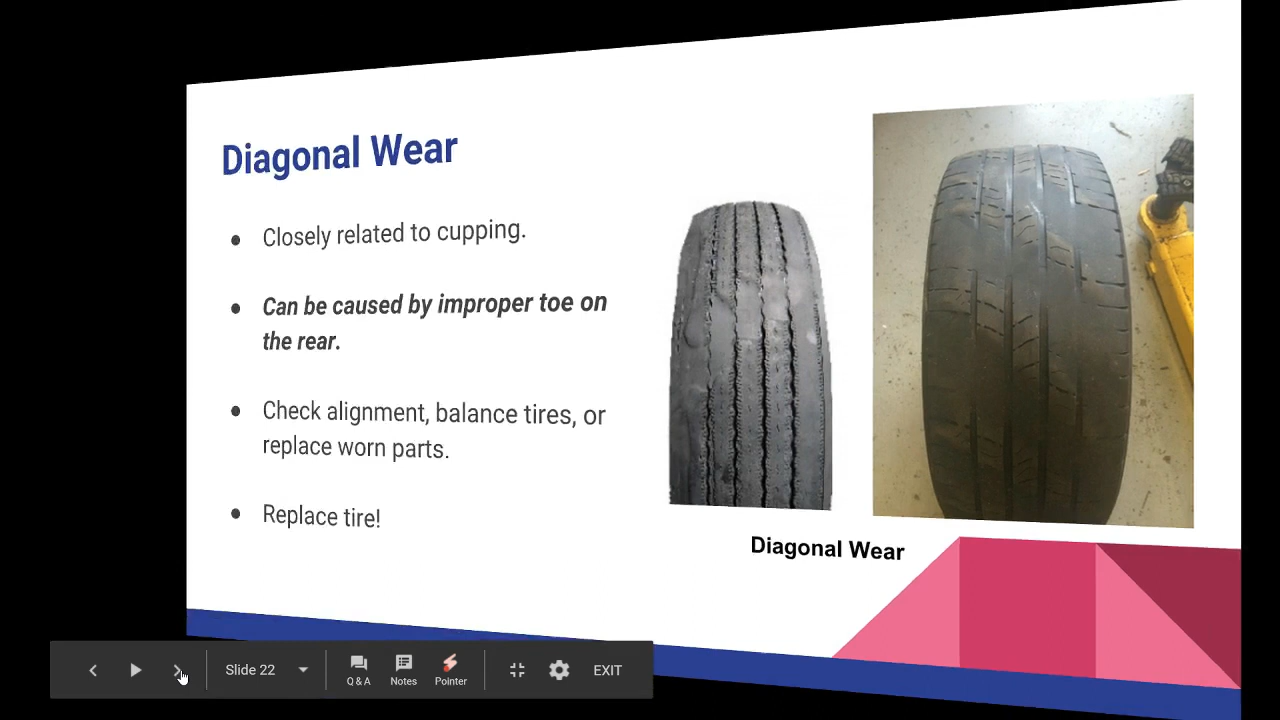 Diagonal Wear
● Closely related to cupping.
● Can be caused by improper toe on
the rear.
● Check alignment, balance tires, or
replace worn parts.
● Replace tire!
Diagonal Wear
Slide 22
Q & A
Notes
Pointer
EXIT